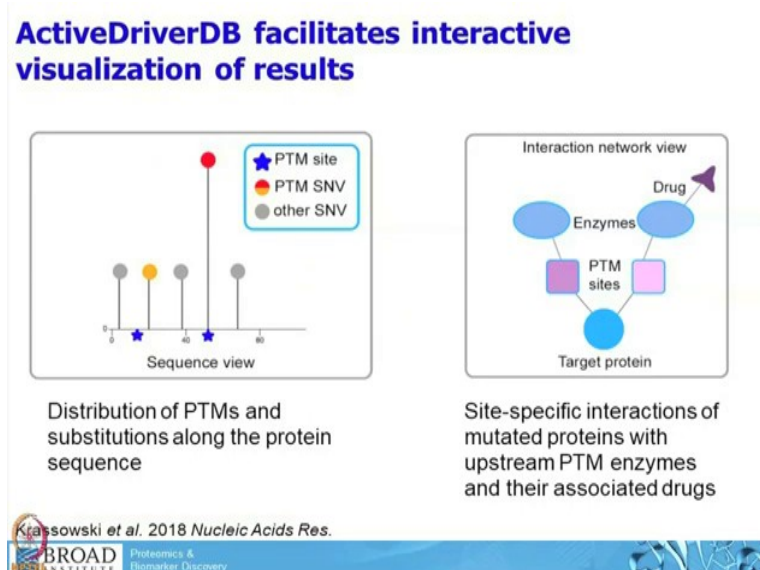 ActiveDriverDB facilitates interactive
visualization of results
PTM site
PTM SNV
other SNV
0
0
40
80
Sequence view
Interaction network view
Drug
Enzymes
PTM
sites
Target protein
Distribution of PTMs and
substitutions along the protein
sequence
Site-specific interactions of
mutated proteins with
upstream PTM enzymes
and their associated drugs
Krassowski et al. 2018 Nucleic Acids Res.
BROAD
INSTITUTE
Proteomics &
Biomarker Discovery